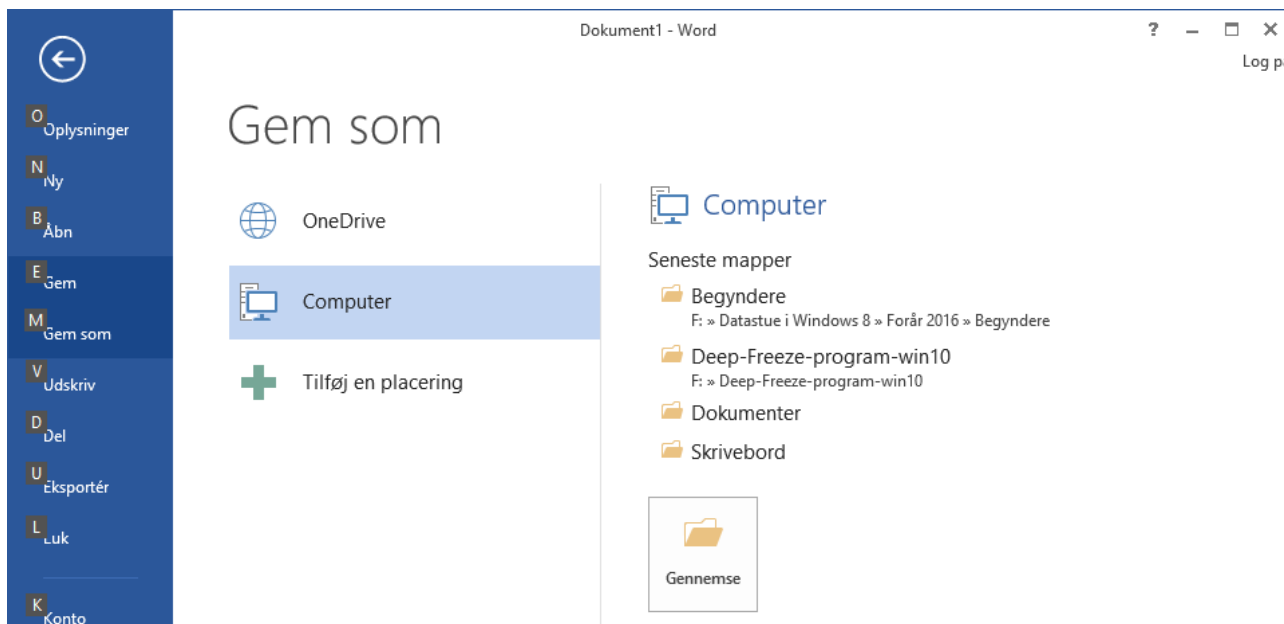 Dokument1 - Word
?
Log på
O
Oplysninger
N
Ny
B
Åbn
E
Gem
M
Gem som
V
Udskriv
D
Del
U
Eksportér
L
Luk
K
Konto
Gem som
OneDrive
Computer
Tilføj en placering
Computer
Seneste mapper
Begyndere
F: » Datastue i Windows 8 » Forår 2016 » Begyndere
Deep-Freeze-program-win10
F: » Deep-Freeze-program-win10
Dokumenter
Skrivebord
Gennemse